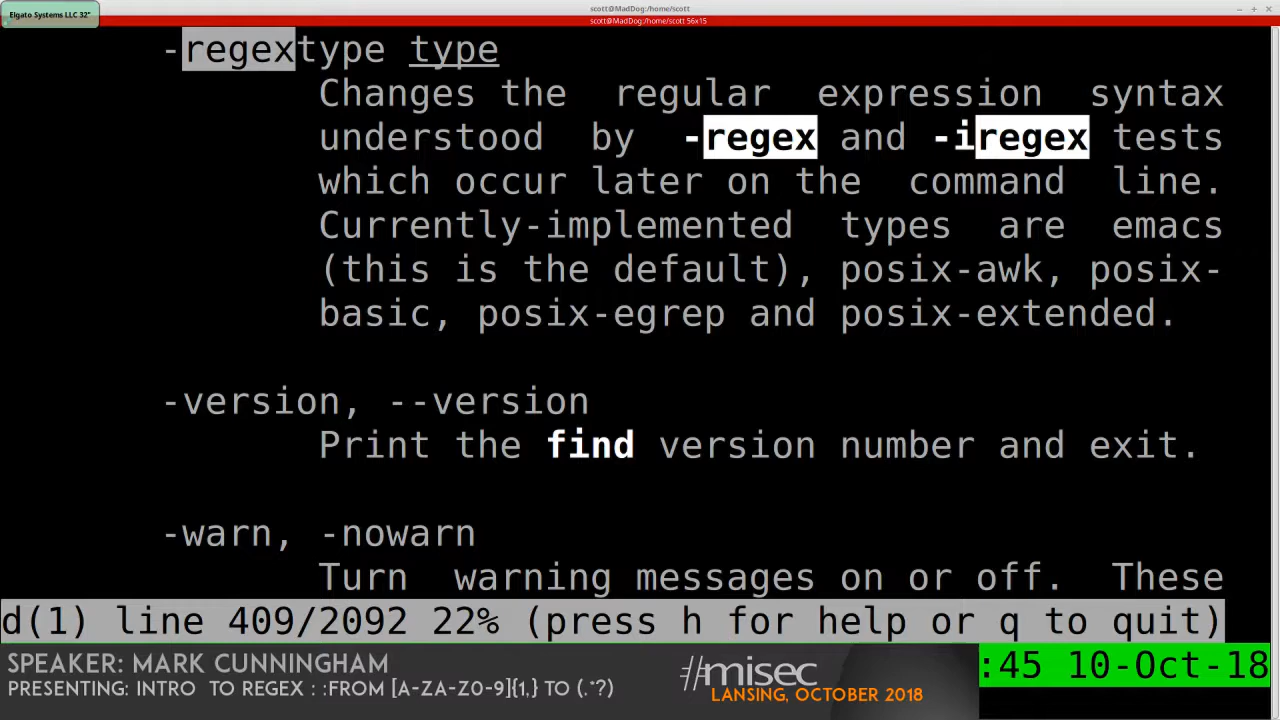 Elgato Systems LLC 32"
scott@MadDog:/home/scott
scott@MadDog:/home/scott 56x15
-regextype type
Changes the regular expression syntax
understood by -regex and -iregex tests
which occur later on the command line.
Currently-implemented types are emacs
(this is the default), posix-awk, posix-
basic, posix-egrep and posix-extended.
-version, --version
Print the find version number and exit.
-warn, -nowarn
Turn warning messages on or off. These
d(1) line 409/2092 22% (press h for help or q to quit)
:45 10-Oct-18
SPEAKER: MARK CUNNINGHAM
PRESENTING: INTRO TO REGEX : :FROM [A-ZA-Z0-9]{1,} TO (.*?)
#misec
LANSING, OCTOBER 2018